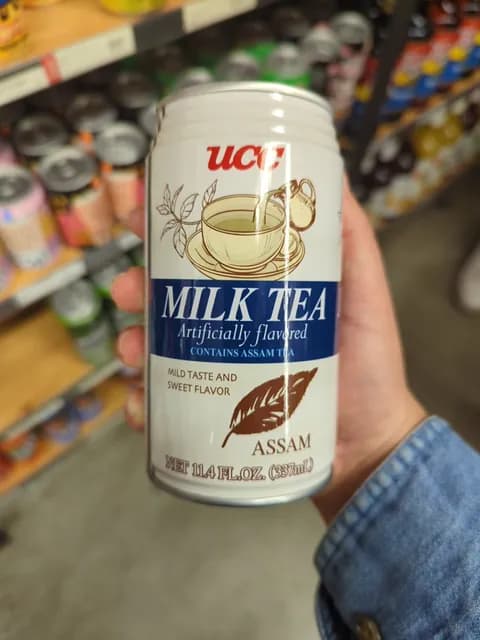 ucc
MILK TEA
Artificially flavored
CONTAINS ASSAM TEA
MILD TASTE AND
SWEET FLAVOR
ASSAM
NET 11.4 FL.OZ. (337mL)